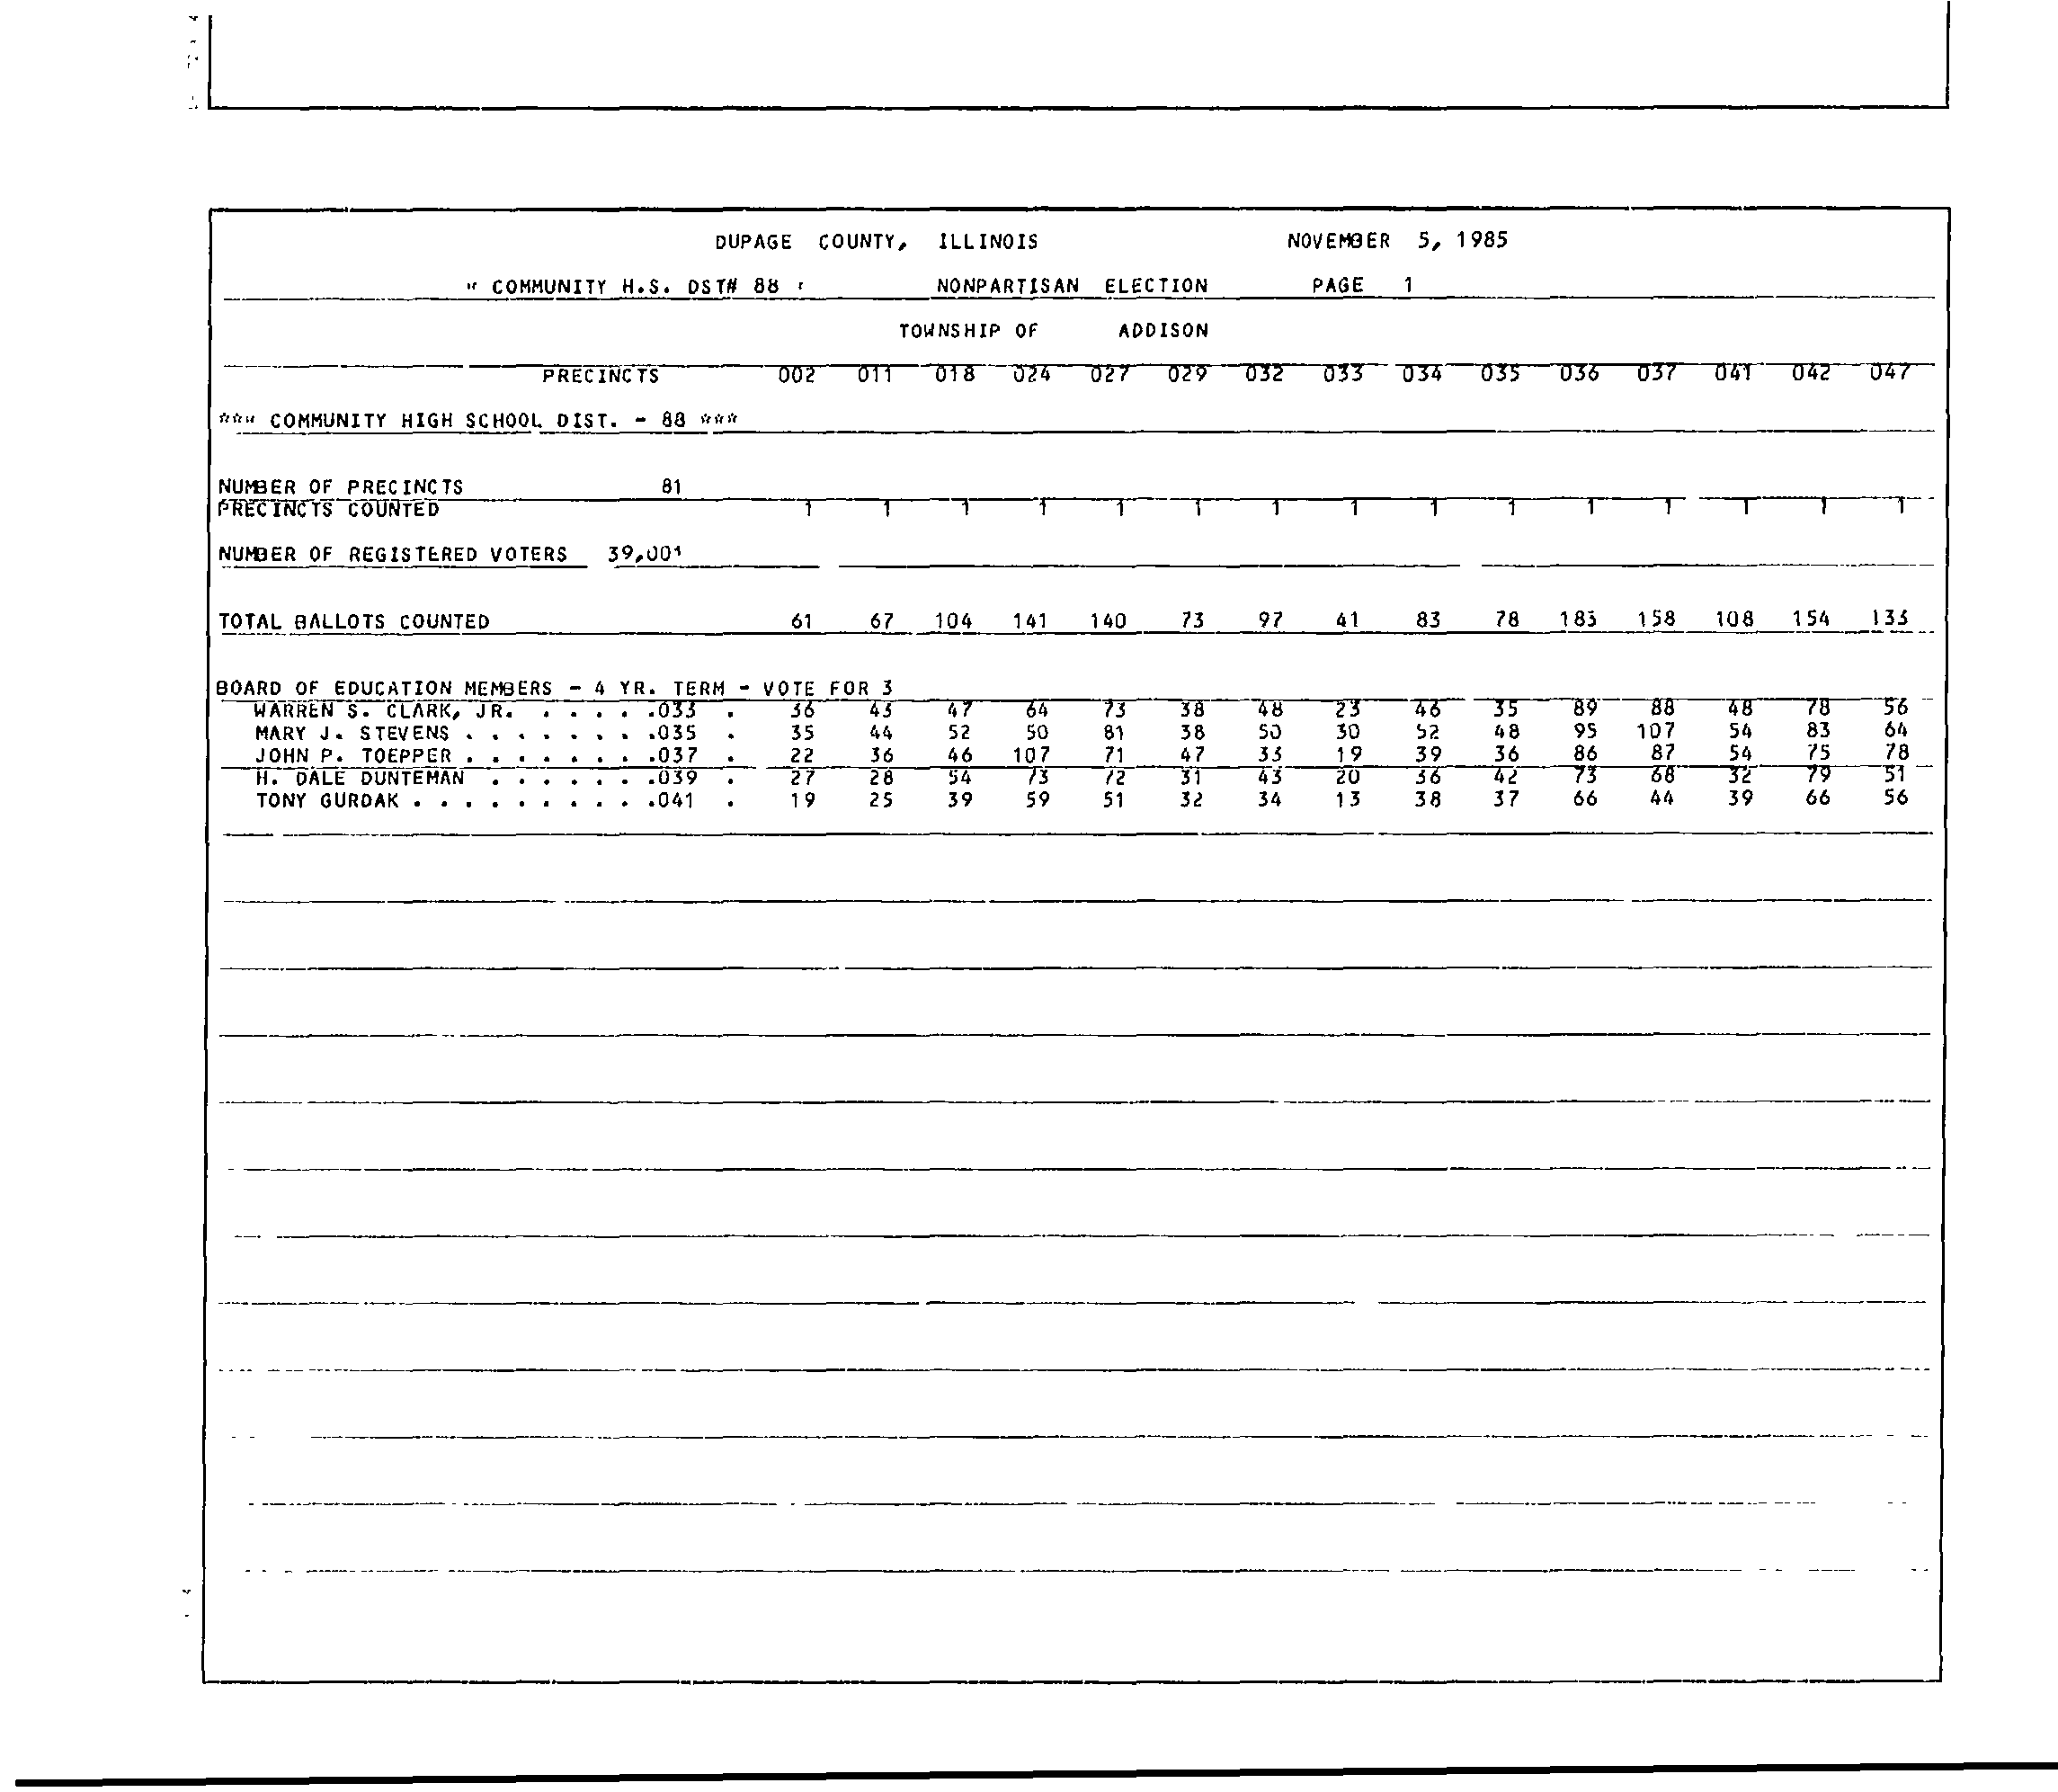 DUPAGE COUNTY, ILLINOIS NOVEMBER 5, 1985
" COMMUNITY H.S. DST# 88 " NONPARTISAN ELECTION PAGE 1
TOWNSHIP OF ADDISON
PRECINCTS 002 011 018 024 027 029 032 033 034 035 036 037 041 042 047
*** COMMUNITY HIGH SCHOOL DIST. - 88 ***
NUMBER OF PRECINCTS 81
PRECINCTS COUNTED 1 1 1 1 1 1 1 1 1 1 1 1 1 1 1
NUMBER OF REGISTERED VOTERS 39,001
TOTAL BALLOTS COUNTED 61 67 104 141 140 73 97 41 83 78 183 158 108 154 133
BOARD OF EDUCATION MEMBERS - 4 YR. TERM - VOTE FOR 3
WARREN S. CLARK, JR. . . . . .033 . 36 43 47 64 73 38 48 23 46 35 89 88 48 78 56
MARY J. STEVENS . . . . . . . .035 . 35 44 52 50 81 38 50 30 52 48 95 107 54 83 64
JOHN P. TOEPPER . . . . . . . .037 . 22 36 46 107 71 47 33 19 39 36 86 87 54 75 78
H. DALE DUNTEMAN . . . . . . .039 . 27 28 54 73 72 31 43 20 36 42 73 68 32 79 51
TONY GURDAK . . . . . . . . . .041 . 19 25 39 59 51 32 34 13 38 37 66 44 39 66 56